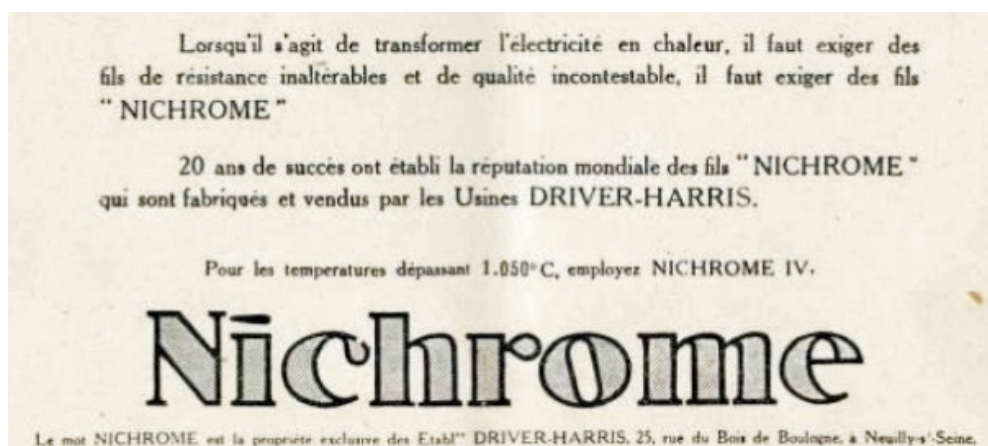 Lorsqu'il s'agit de transformer l'électricité en chaleur, il faut exiger des
fils de résistance inaltérables et de qualité incontestable, il faut exiger des fils
"NICHROME"
20 ans de succès ont établi la réputation mondiale des fils "NICHROME"
qui sont fabriqués et vendus par les Usines DRIVER-HARRIS.
Pour les temperatures dépassant 1.050° C, employez NICHROME IV.
Nichrome
Le mot NICHROME est la propriété exclusive des Etablts DRIVER-HARRIS, 25, rue du Bois de Boulogne, à Neuilly-s/-Seine.